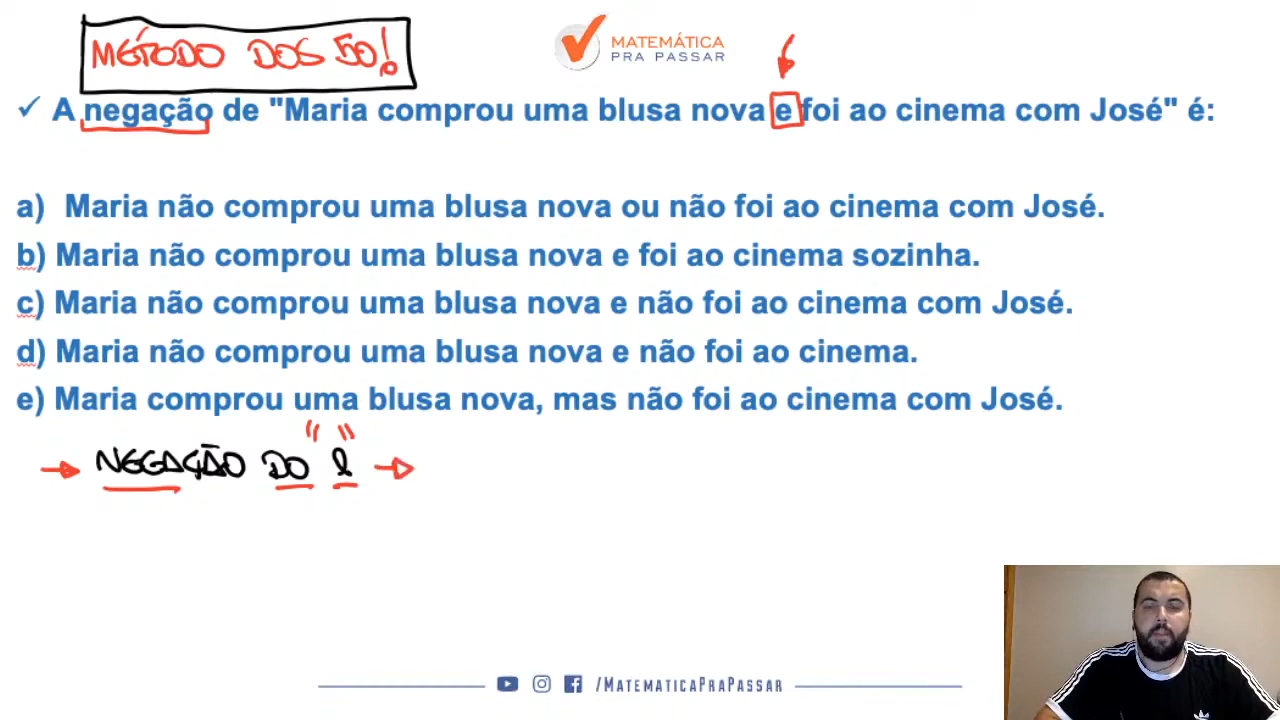 MÉTODO DOS 50!
MATEMÁTICA
PRA PASSAR
✓ A negação de "Maria comprou uma blusa nova e foi ao cinema com José" é:
a) Maria não comprou uma blusa nova ou não foi ao cinema com José.
b) Maria não comprou uma blusa nova e foi ao cinema sozinha.
c) Maria não comprou uma blusa nova e não foi ao cinema com José.
d) Maria não comprou uma blusa nova e não foi ao cinema.
e) Maria comprou uma blusa nova, mas não foi ao cinema com José.
→ NEGAÇÃO DO "e" →
/MATEMATICAPRAPASSAR